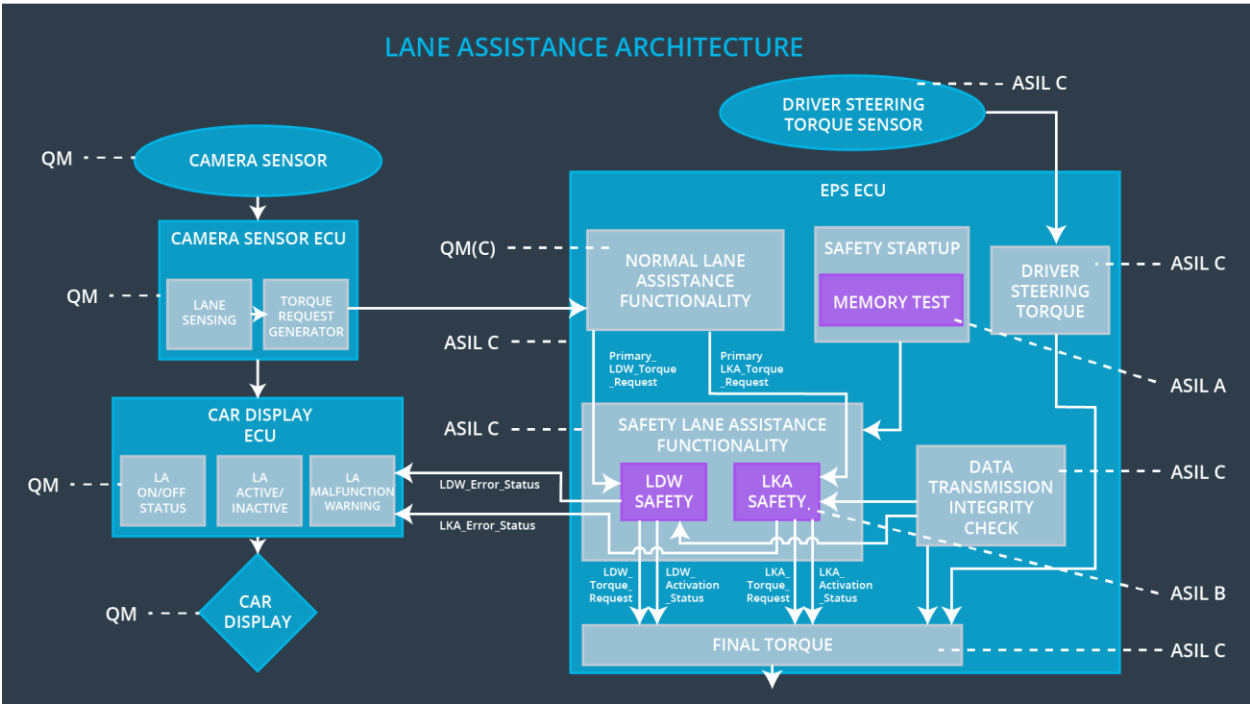 LANE ASSISTANCE ARCHITECTURE
ASIL C
DRIVER STEERING
TORQUE SENSOR
QM
CAMERA SENSOR
EPS ECU
CAMERA SENSOR ECU
QM(C)
NORMAL LANE
ASSISTANCE
FUNCTIONALITY
SAFETY STARTUP
MEMORY TEST
DRIVER
STEERING
TORQUE
ASIL C
QM
LANE
SENSING
TORQUE
REQUEST
GENERATOR
ASIL C
Primary_
LDW_Torque
_Request
Primary
LKA_Torque
_Request
ASIL A
CAR DISPLAY
ECU
ASIL C
SAFETY LANE ASSISTANCE
FUNCTIONALITY
QM
LA
ON/OFF
STATUS
LA
ACTIVE/
INACTIVE
LA
MALFUNCTION
WARNING
LDW_Error_Status
LKA_Error_Status
LDW
SAFETY
LKA
SAFETY
DATA
TRANSMISSION
INTEGRITY
CHECK
ASIL C
LDW_
Torque_
Request
LDW_
Activation
_Status
LKA_
Torque_
Request
LKA_
Activation
_Status
ASIL B
QM
CAR
DISPLAY
FINAL TORQUE
ASIL C